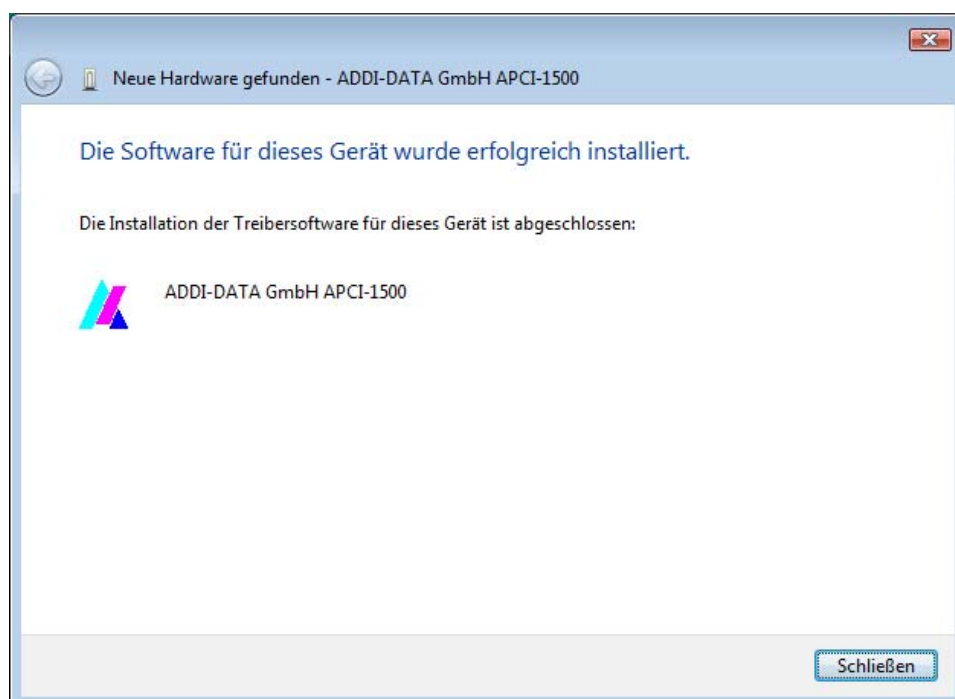 Neue Hardware gefunden - ADDI-DATA GmbH APCI-1500
Die Software für dieses Gerät wurde erfolgreich installiert.
Die Installation der Treibersoftware für dieses Gerät ist abgeschlossen:
ADDI-DATA GmbH APCI-1500
Schließen